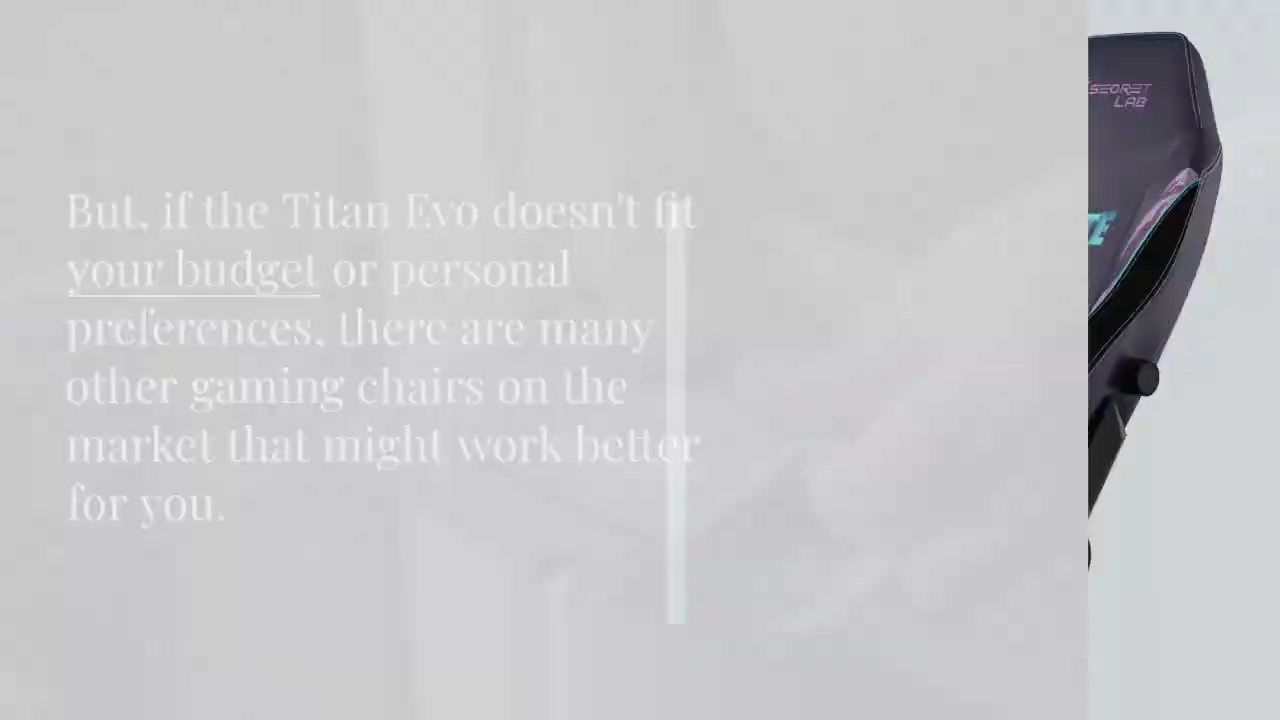 But, if the Titan Evo doesn't fit
your budget or personal
preferences, there are many
other gaming chairs on the
market that might work better
for you.
SECRET
LAB
TE